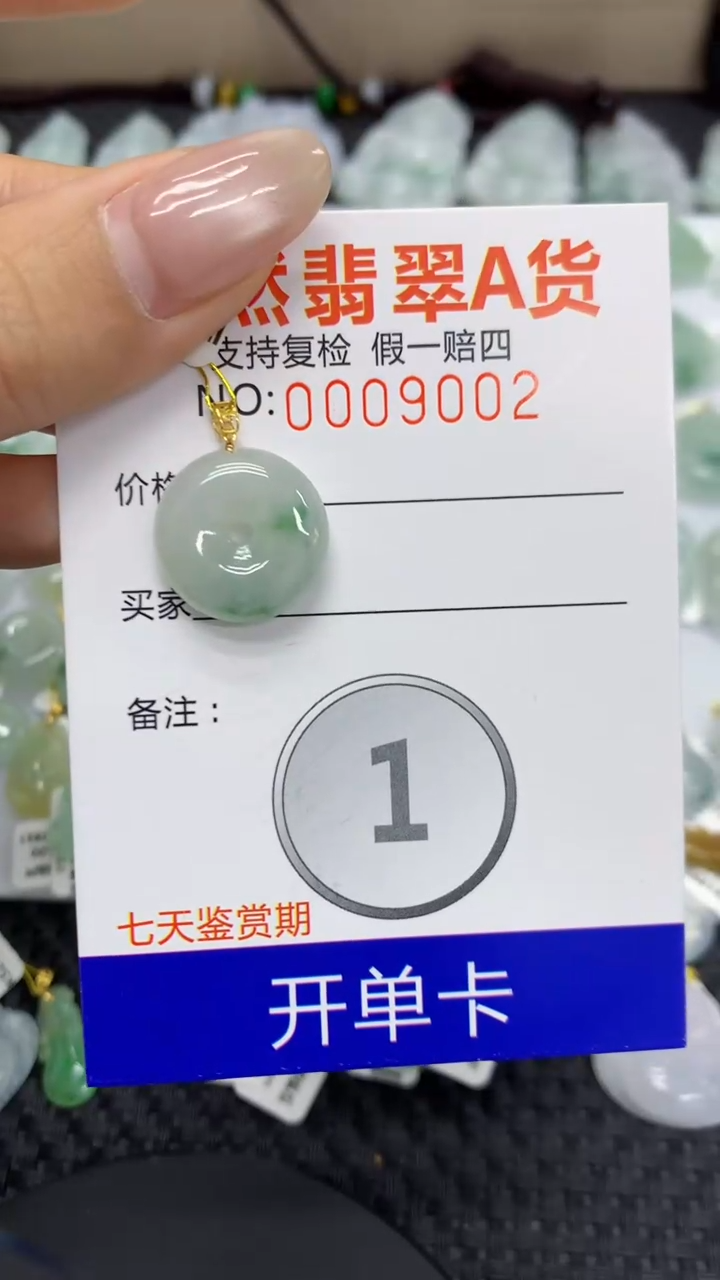 然翡翠A货
支持复检 假一赔四
NO:0009002
价格
买家
备注：
1
七天鉴赏期
开单卡